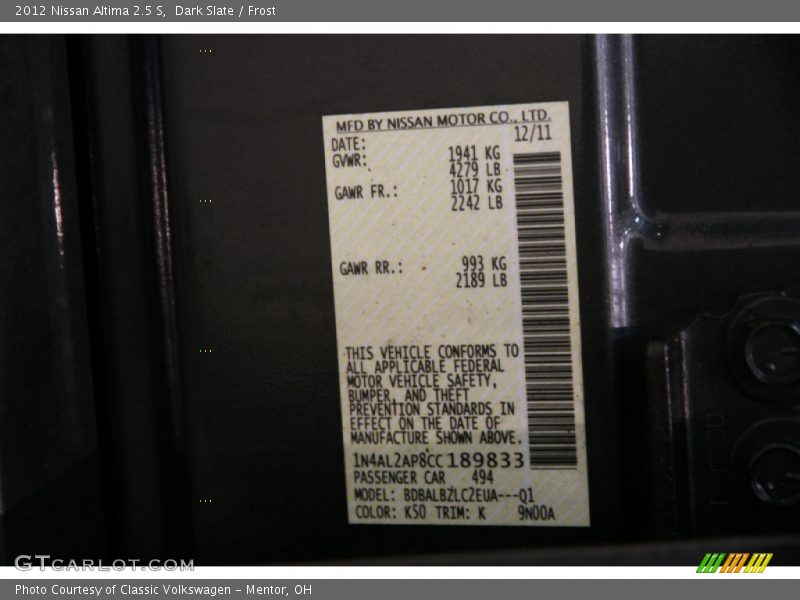 2012 Nissan Altima 2.5 S,  Dark Slate / Frost
MFD BY NISSAN MOTOR CO., LTD.
DATE: 12/11
GVWR: 1941 KG
4279 LB
GAWR FR.: 1017 KG
2242 LB
GAWR RR.: 993 KG
2189 LB
THIS VEHICLE CONFORMS TO
ALL APPLICABLE FEDERAL
MOTOR VEHICLE SAFETY,
BUMPER, AND THEFT
PREVENTION STANDARDS IN
EFFECT ON THE DATE OF
MANUFACTURE SHOWN ABOVE.
1N4AL2AP8CC189833
PASSENGER CAR 494
MODEL: BDBALBZLC2EUA---Q1
COLOR: K50 TRIM: K 9N00A
GTCARLOT.COM
Photo Courtesy of Classic Volkswagen - Mentor, OH